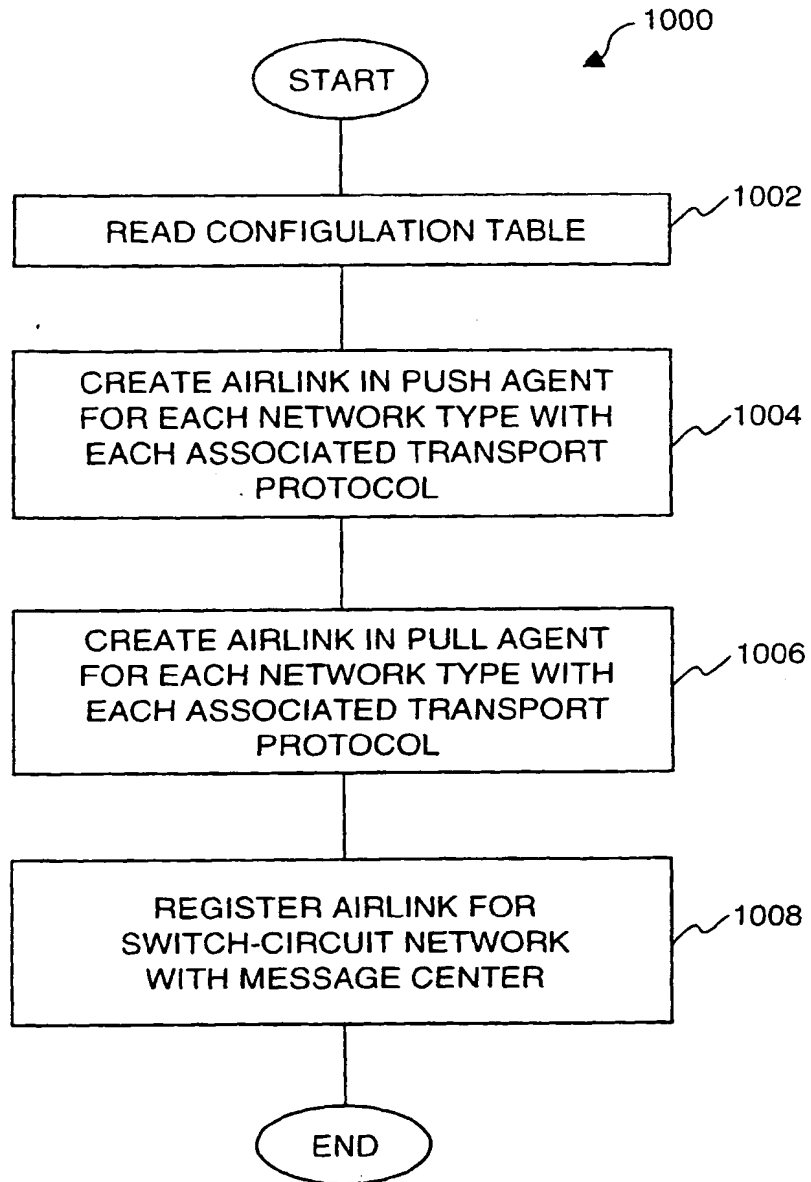 1000
START
READ CONFIGULATION TABLE
1002
CREATE AIRLINK IN PUSH AGENT
FOR EACH NETWORK TYPE WITH
EACH ASSOCIATED TRANSPORT
PROTOCOL
1004
CREATE AIRLINK IN PULL AGENT
FOR EACH NETWORK TYPE WITH
EACH ASSOCIATED TRANSPORT
PROTOCOL
1006
REGISTER AIRLINK FOR
SWITCH-CIRCUIT NETWORK
WITH MESSAGE CENTER
1008
END